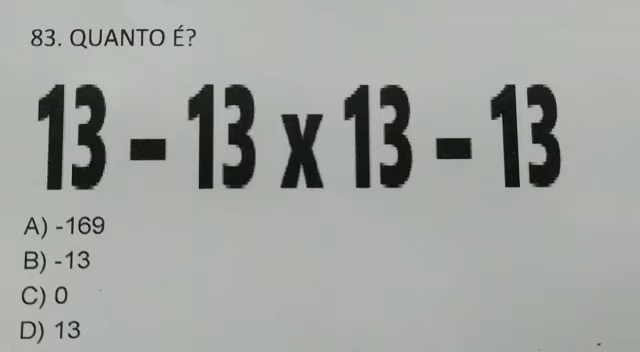 83. QUANTO É?
13 - 13 x 13 - 13
A) -169
B) -13
C) 0
D) 13